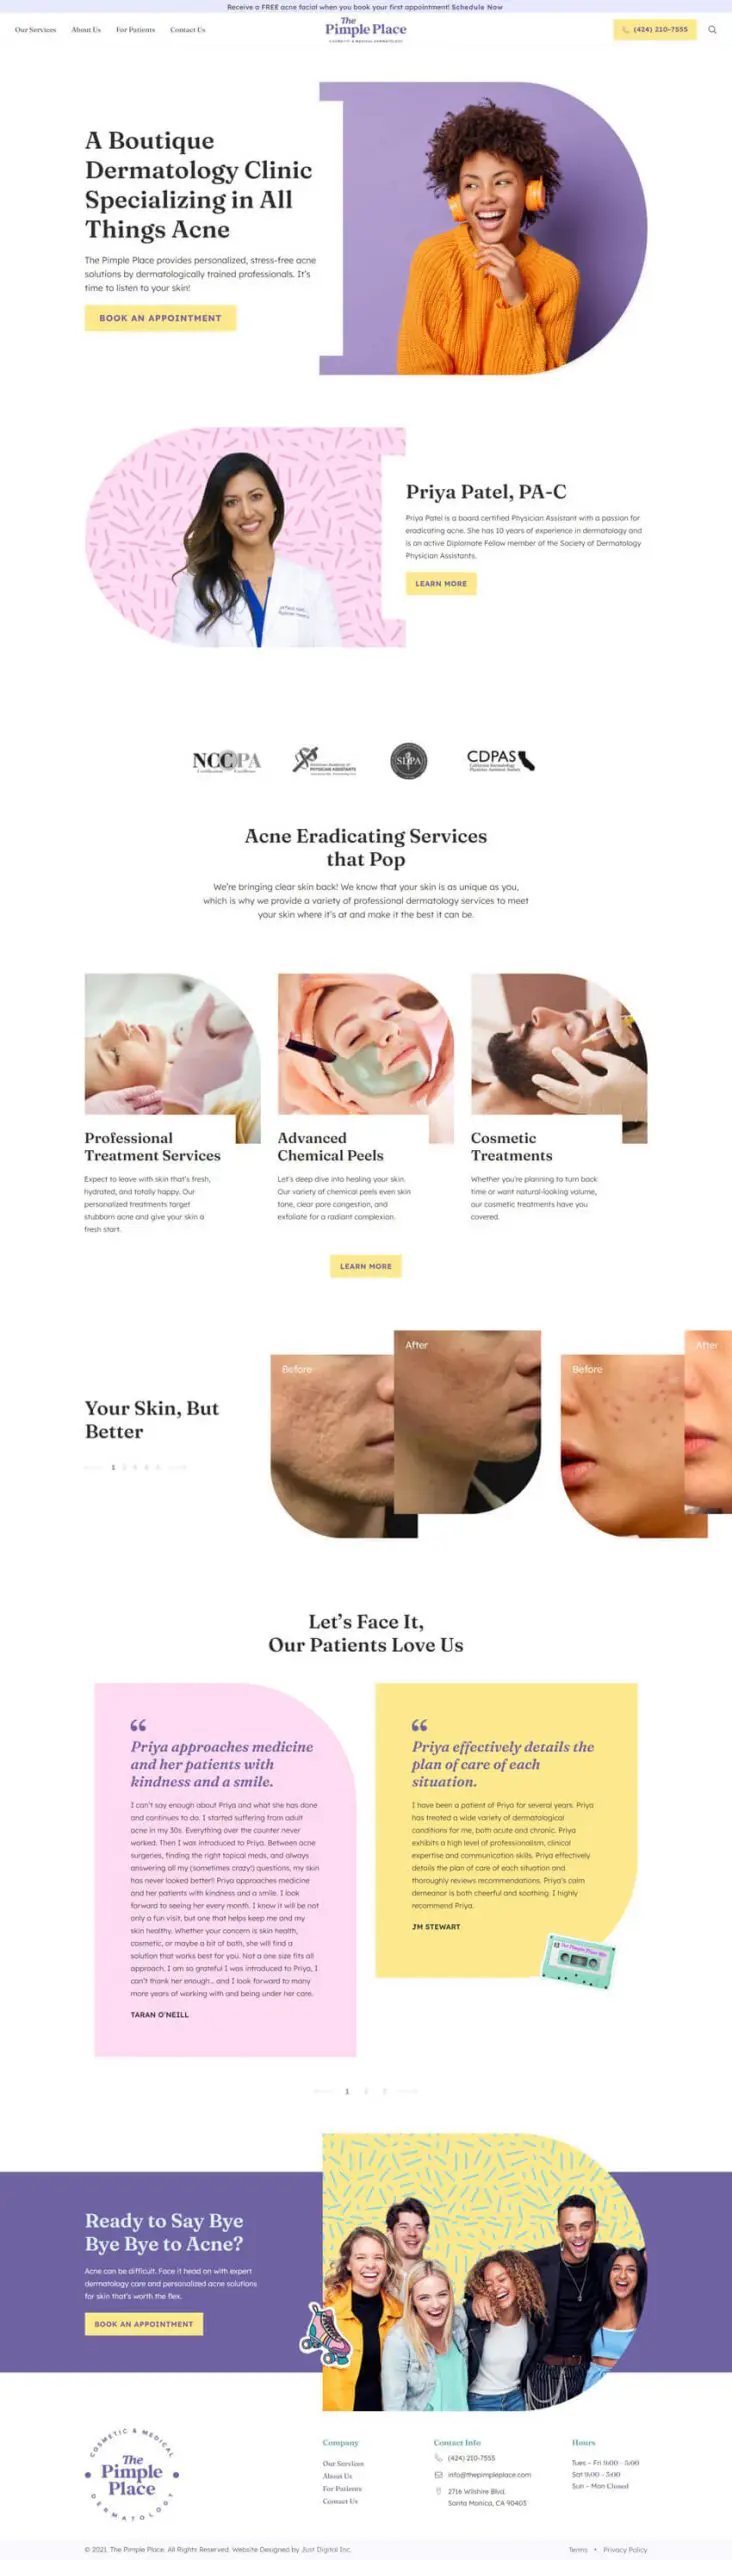 Receive a FREE acne facial when you book your first appointment! Schedule Now
Our Services
About Us
For Patients
Contact Us
The
Pimple Place
COSMETIC & MEDICAL DERMATOLOGY
(424) 210-7555
A Boutique
Dermatology Clinic
Specializing in All
Things Acne
The Pimple Place provides personalized, stress-free acne
solutions by dermatologically trained professionals. It's
time to listen to your skin!
BOOK AN APPOINTMENT
Priya Patel, PA-C
Priya Patel is a board certified Physician Assistant with a passion for
eradicating acne. She has 10 years of experience in dermatology and
is an active Diplomate Fellow member of the Society of Dermatology
Physician Assistants.
LEARN MORE
NCCPA
PHYSICIAN ASSISTANTS
SDPA
CDPAS
Acne Eradicating Services
that Pop
We're bringing clear skin back! We know that your skin is as unique as you,
which is why we provide a variety of professional dermatology services to meet
your skin where it's at and make it the best it can be.
Professional
Treatment Services
Expect to leave with skin that's fresh,
hydrated, and totally happy. Our
personalized treatments target
stubborn acne and give your skin a
fresh start.
Advanced
Chemical Peels
Let's deep dive into healing your skin.
Our variety of chemical peels even skin
tone, clear pore congestion, and
exfoliate for a radiant complexion.
Cosmetic
Treatments
Whether you're planning to turn back
time or want natural-looking volume,
our cosmetic treatments have you
covered.
LEARN MORE
Your Skin, But
Better
1 2 3 4 5
Before
After
Before
After
Let's Face It,
Our Patients Love Us
“
Priya approaches medicine
and her patients with
kindness and a smile.
I can't say enough about Priya and what she has done
and continues to do. I started suffering from adult
acne in my 30s. Everything over the counter never
worked. Then I was introduced to Priya. Between acne
surgeries, finding the right topical meds, and always
answering all my (sometimes crazy!) questions, my skin
has never looked better!! Priya approaches medicine
and her patients with kindness and a smile. I look
forward to seeing her every month. I know it will be not
only a fun visit, but one that helps keep me and my
skin healthy. Whether your concern is skin health,
cosmetic, or maybe a bit of both, she will find a
solution that works best for you. Not a one size fits all
approach. I am so grateful I was introduced to Priya, I
can't thank her enough... and I look forward to many
more years of working with and being under her care.
TARAN O'NEILL
“
Priya effectively details the
plan of care of each
situation.
I have been a patient of Priya for several years. Priya
has treated a wide variety of dermatological
conditions for me, both acute and chronic. Priya
exhibits a high level of professionalism, clinical
expertise and communication skills. Priya effectively
details the plan of care of each situation and
thoroughly reviews recommendations. Priya's calm
demeanor is both cheerful and soothing. I highly
recommend Priya.
JM STEWART
The Pimple Place Mix
1 2 3
Ready to Say Bye
Bye Bye to Acne?
Acne can be difficult. Face it head on with expert
dermatology care and personalized acne solutions
for skin that's worth the flex.
BOOK AN APPOINTMENT
COSMETIC & MEDICAL
The
Pimple
Place
DERMATOLOGY
Company
Our Services
About Us
For Patients
Contact Us
Contact Info
(424) 210-7555
info@thepimpleplace.com
2716 Wilshire Blvd.
Santa Monica, CA 90403
Hours
Tues - Fri 9:00 - 5:00
Sat 9:00 - 3:00
Sun - Mon Closed
© 2021, The Pimple Place. All Rights Reserved. Website Designed by Just Digital Inc.
Terms • Privacy Policy